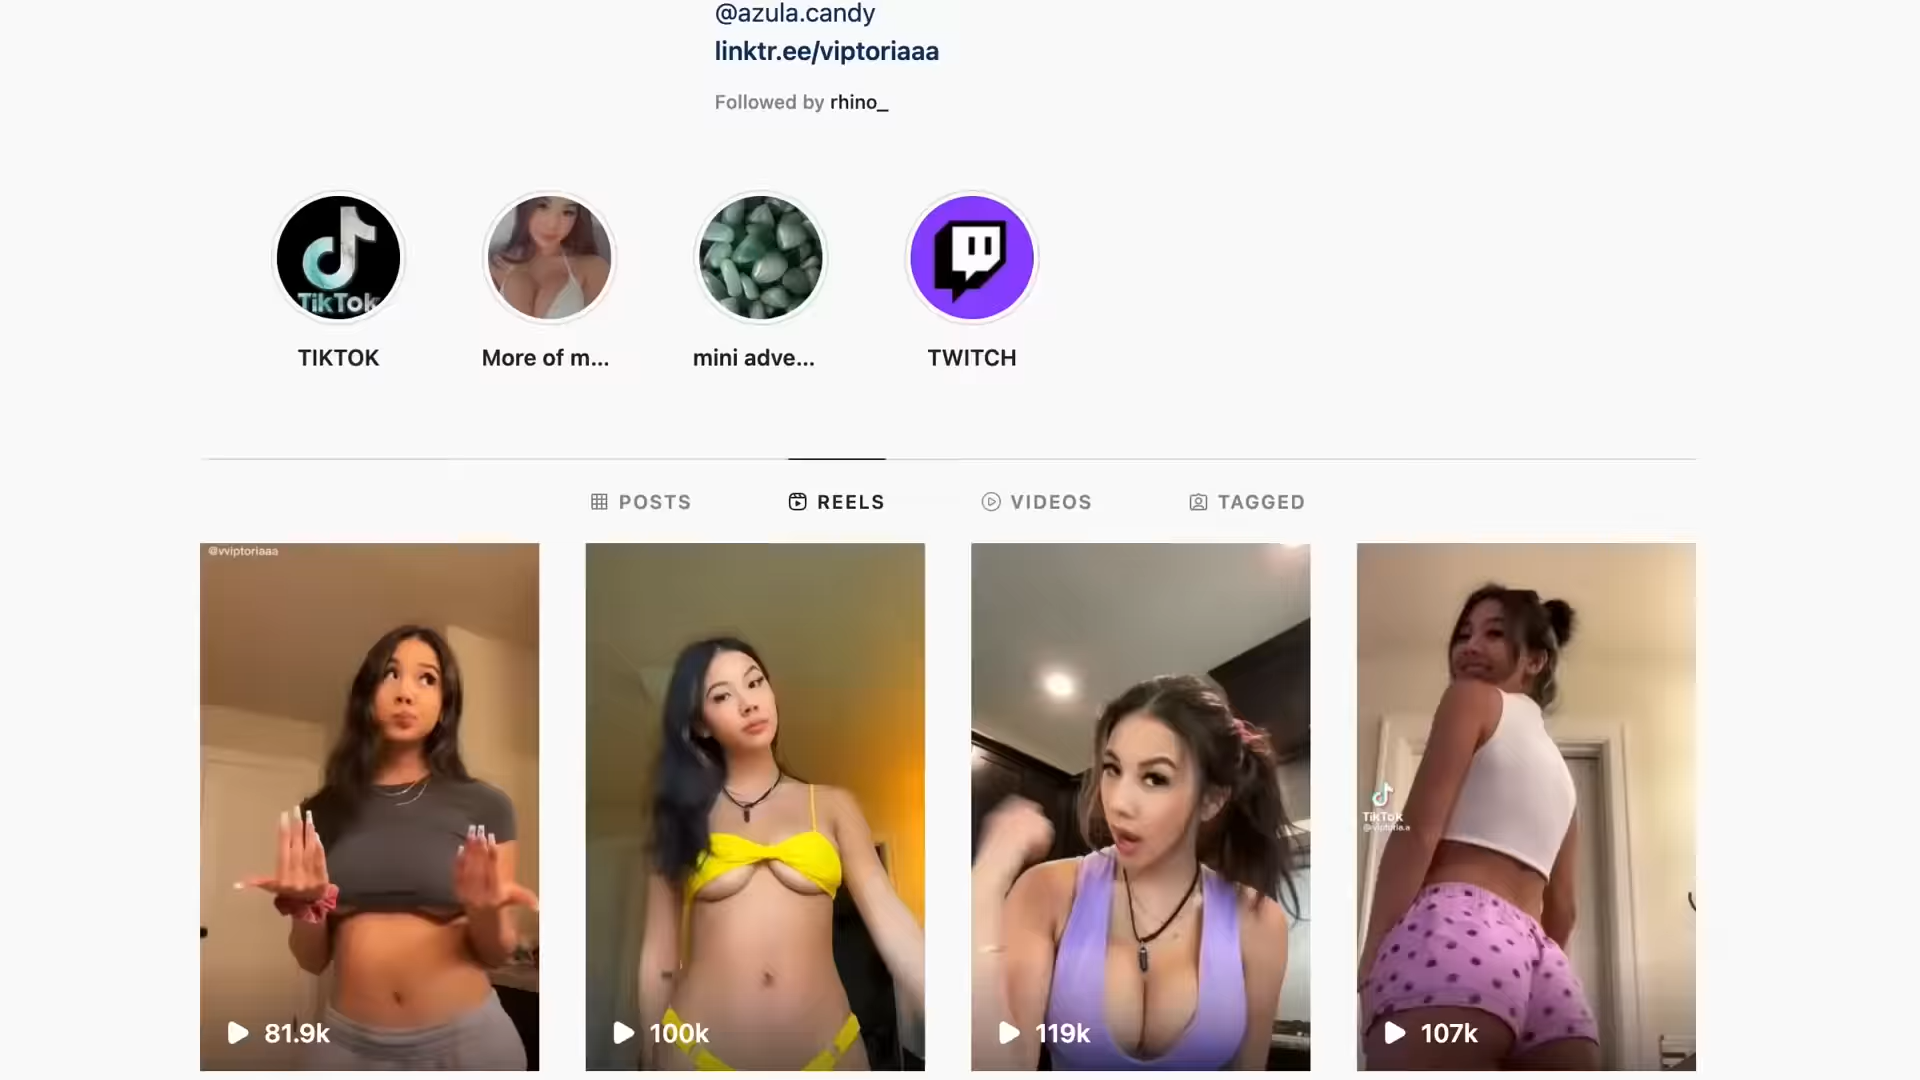 @azula.candy
linktr.ee/viptoriaaa
Followed by rhino_
TikTok
TIKTOK
More of m...
mini adve...
TWITCH
POSTS
REELS
VIDEOS
TAGGED
@vviptoriaaa
TikTok
@viptoria.a
81.9k
100k
119k
107k